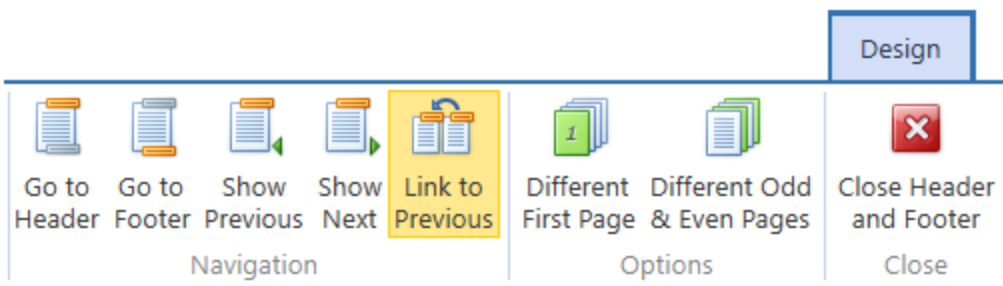 Design
Go to
Header
Go to
Footer
Show
Previous
Show
Next
Link to
Previous
1
Different
First Page
Different Odd
& Even Pages
Close Header
and Footer
Navigation
Options
Close